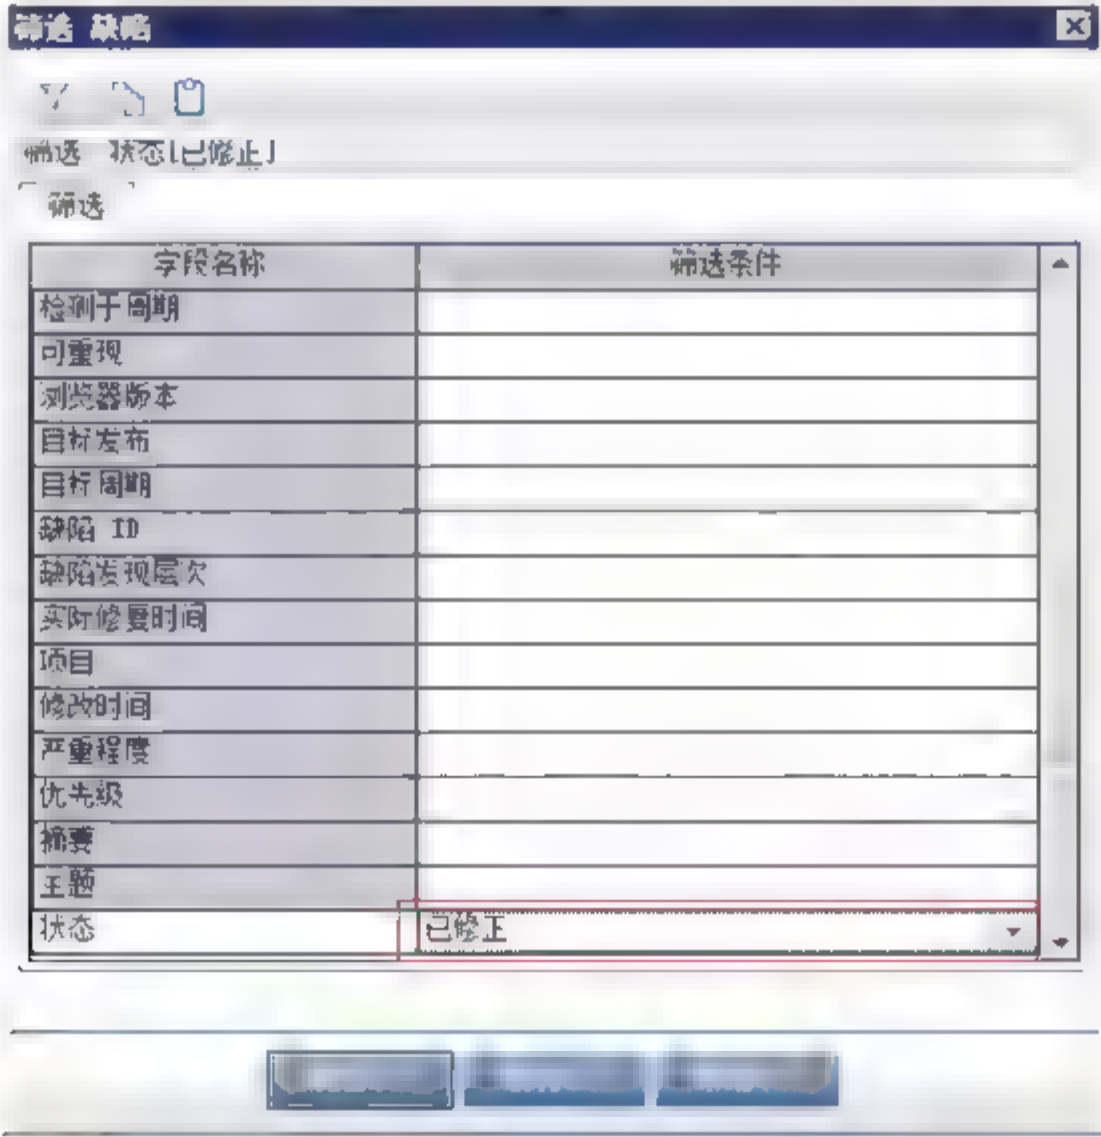 筛选 缺陷
筛选 状态[已修正]
筛选
字段名称 筛选条件
检测于周期
可重现
浏览器版本
目标发布
目标周期
缺陷 ID
缺陷发现层次
实际修复时间
项目
修改时间
严重程度
优先级
摘要
主题
状态 已修正